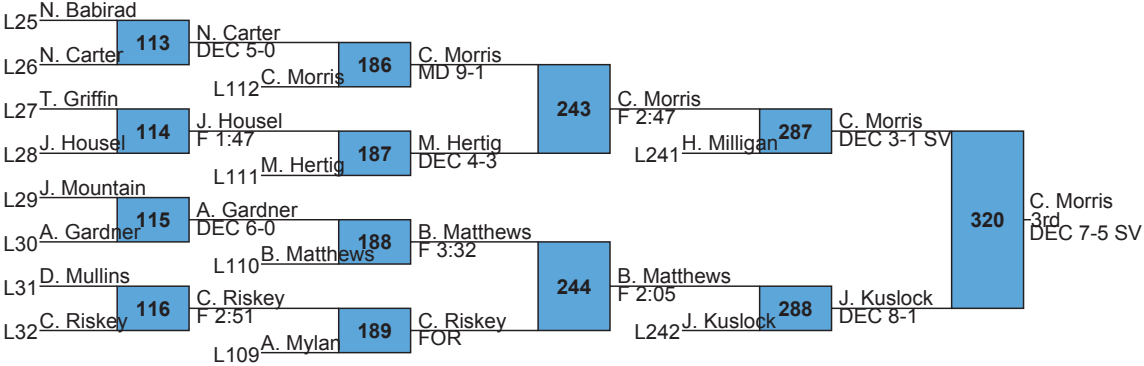 L25 N. Babirad
113
N. Carter
DEC 5-0
L26 N. Carter
186
C. Morris
MD 9-1
L112 C. Morris
L27 T. Griffin
114
J. Housel
F 1:47
L28 J. Housel
187
M. Hertig
DEC 4-3
L111 M. Hertig
243
C. Morris
F 2:47
L241 H. Milligan
287
C. Morris
DEC 3-1 SV
L29 J. Mountain
115
A. Gardner
DEC 6-0
L30 A. Gardner
188
B. Matthews
F 3:32
L110 B. Matthews
L31 D. Mullins
116
C. Riskey
F 2:51
L32 C. Riskey
189
C. Riskey
FOR
L109 A. Mylan
244
B. Matthews
F 2:05
L242 J. Kuslock
288
J. Kuslock
DEC 8-1
320
C. Morris
3rd
DEC 7-5 SV